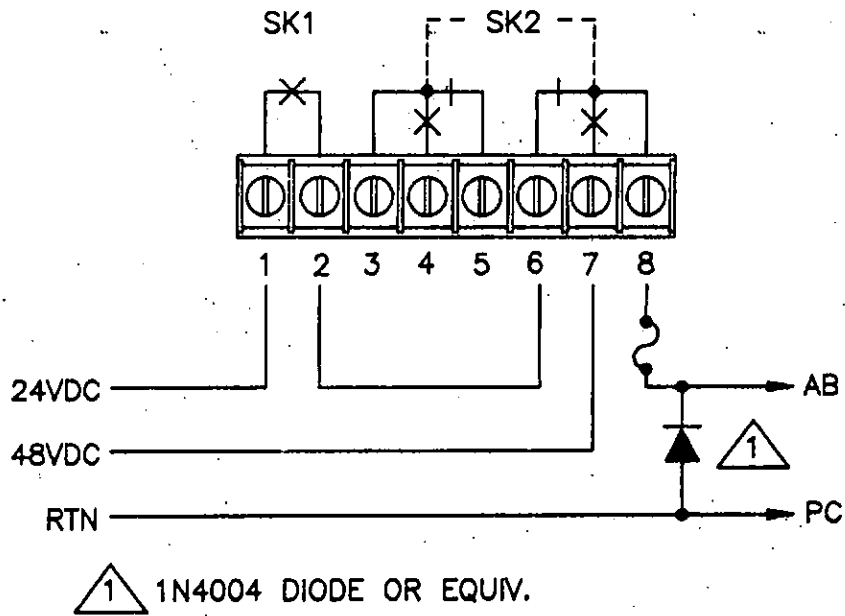 SK1 SK2
1 2 3 4 5 6 7 8
24VDC
AB
1
48VDC
RTN
PC
1 1N4004 DIODE OR EQUIV.